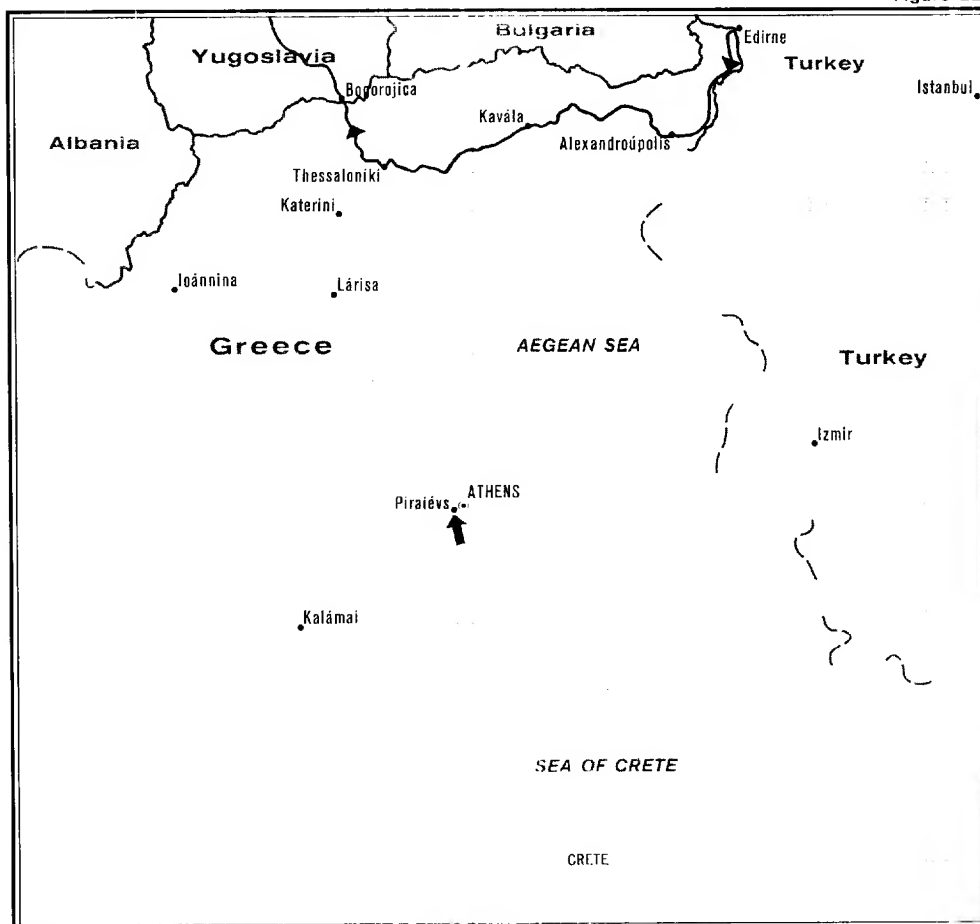 Bulgaria
Edirne
Yugoslavia
Turkey
Istanbul
Bogorojica
Kavála
Albania
Alexandroúpolis
Thessaloniki
Katerini
Ioánnina
Lárisa
Greece
AEGEAN SEA
Turkey
Izmir
ATHENS
Piraiévs
Kalámai
SEA OF CRETE
CRETE